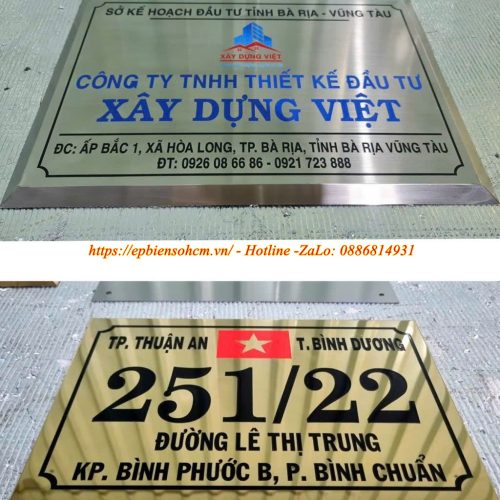 SỞ KẾ HOẠCH ĐẦU TƯ TỈNH BÀ RỊA - VŨNG TÀU
XÂY DỰNG VIỆT
CÔNG TY TNHH THIẾT KẾ ĐẦU TƯ
XÂY DỰNG VIỆT
ĐC: ẤP BẮC 1, XÃ HÒA LONG, TP. BÀ RỊA, TỈNH BÀ RỊA VŨNG TÀU
ĐT: 0926 08 66 86 - 0921 723 888
https://epbiensohcm.vn/ - Hotline -ZaLo: 0886814931
TP. THUẬN AN T. BÌNH DƯƠNG
251/22
ĐƯỜNG LÊ THỊ TRUNG
KP. BÌNH PHƯỚC B, P. BÌNH CHUẨN